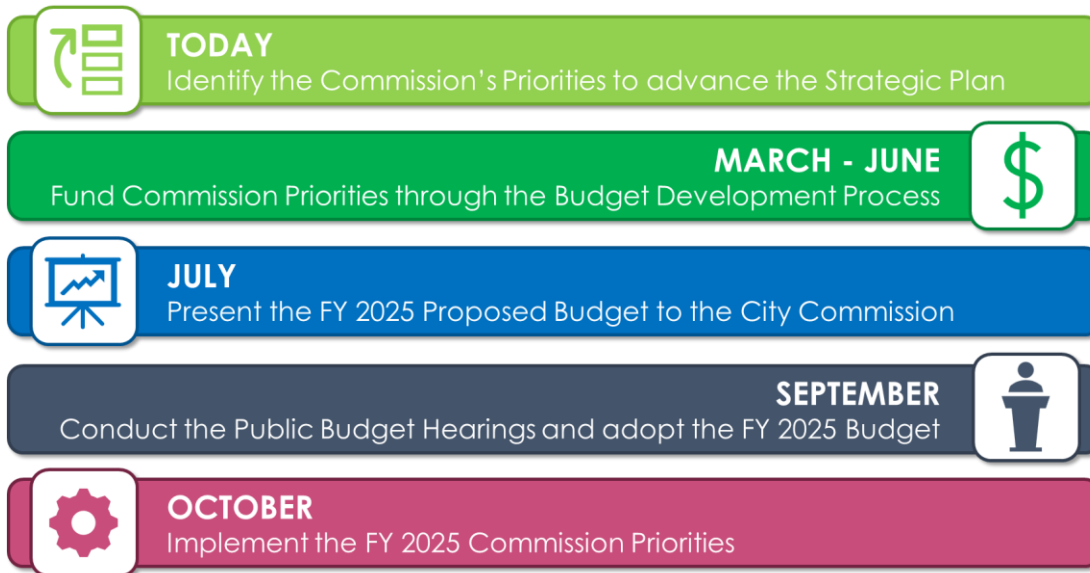 TODAY
Identify the Commission's Priorities to advance the Strategic Plan
MARCH - JUNE
Fund Commission Priorities through the Budget Development Process
$
JULY
Present the FY 2025 Proposed Budget to the City Commission
SEPTEMBER
Conduct the Public Budget Hearings and adopt the FY 2025 Budget
OCTOBER
Implement the FY 2025 Commission Priorities